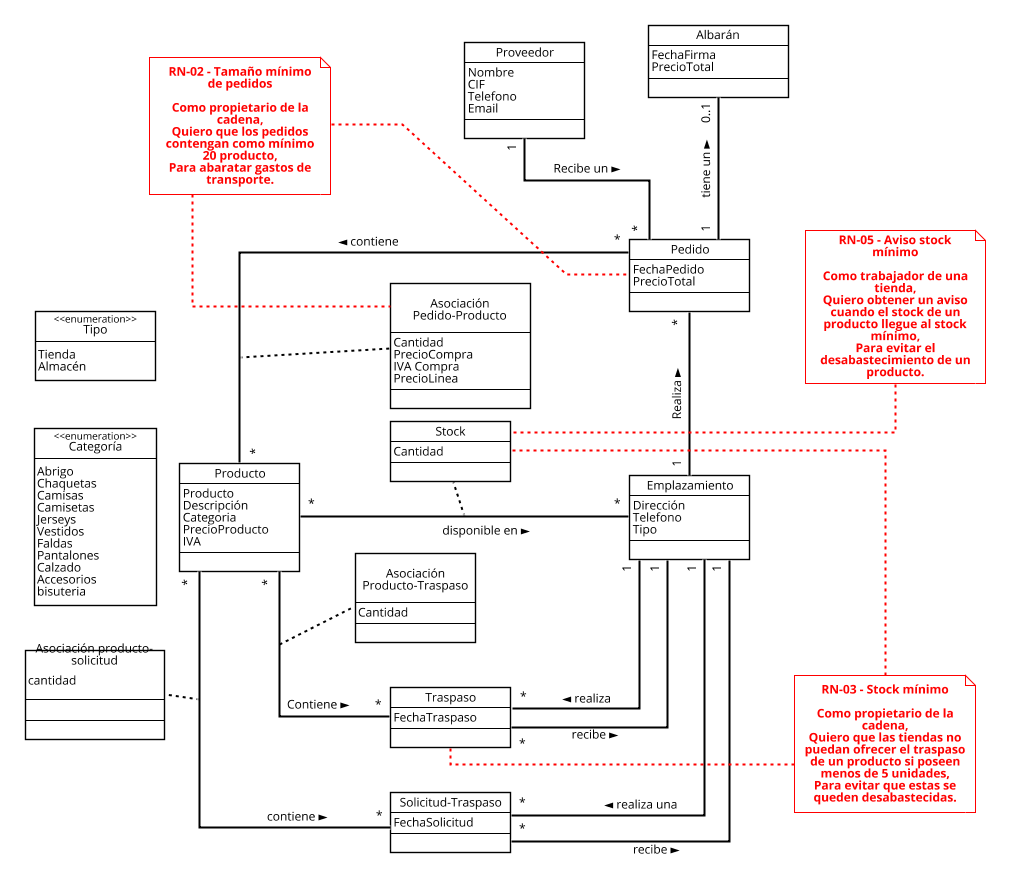 Albarán
FechaFirma
PrecioTotal
Proveedor
Nombre
CIF
Telefono
Email
RN-02 - Tamaño mínimo
de pedidos
Como propietario de la
cadena,
Quiero que los pedidos
contengan como mínimo
20 producto,
Para abaratar gastos de
transporte.
1
Recibe un ►
*
0..1
tiene un ►
1
◄ contiene
*
Pedido
FechaPedido
PrecioTotal
RN-05 - Aviso stock
mínimo
Como trabajador de una
tienda,
Quiero obtener un aviso
cuando el stock de un
producto llegue al stock
mínimo,
Para evitar el
desabastecimiento de un
producto.
Asociación
Pedido-Producto
Cantidad
PrecioCompra
IVA Compra
PrecioLinea
<<enumeration>>
Tipo
Tienda
Almacén
*
Realiza ►
1
Stock
Cantidad
<<enumeration>>
Categoría
Abrigo
Chaquetas
Camisas
Camisetas
Jerseys
Vestidos
Faldas
Pantalones
Calzado
Accesorios
bisuteria
*
Producto
Producto
Descripción
Categoria
PrecioProducto
IVA
*
*
disponible en ►
Emplazamiento
Dirección
Telefono
Tipo
*
*
1
1
1
1
Asociación
Producto-Traspaso
Cantidad
Asociación producto-
solicitud
cantidad
Contiene ►
*
Traspaso
FechaTraspaso
*
◄ realiza
recibe ►
*
RN-03 - Stock mínimo
Como propietario de la
cadena,
Quiero que las tiendas no
puedan ofrecer el traspaso
de un producto si poseen
menos de 5 unidades,
Para evitar que estas se
queden desabastecidas.
contiene ►
*
Solicitud-Traspaso
FechaSolicitud
*
◄ realiza una
*
recibe ►